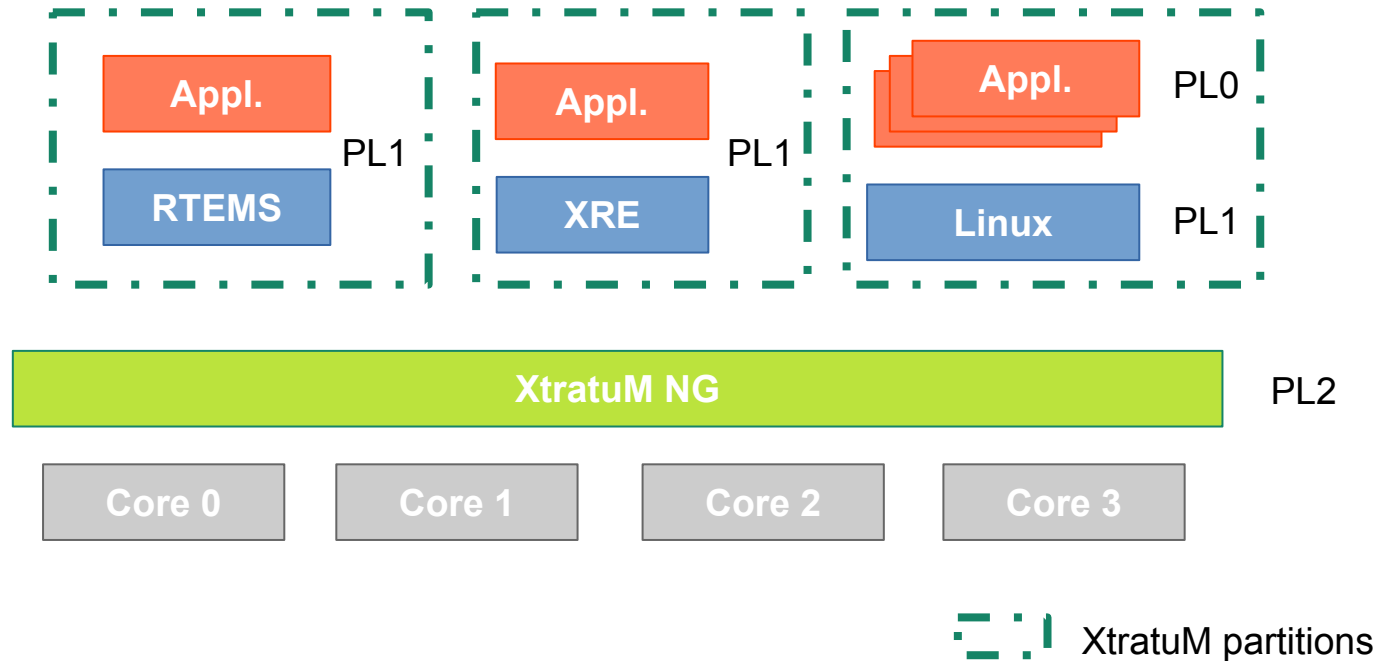 Appl.
PL1
RTEMS
Appl.
PL1
XRE
Appl.
PL0
Linux
PL1
XtratuM NG
PL2
Core 0
Core 1
Core 2
Core 3
XtratuM partitions